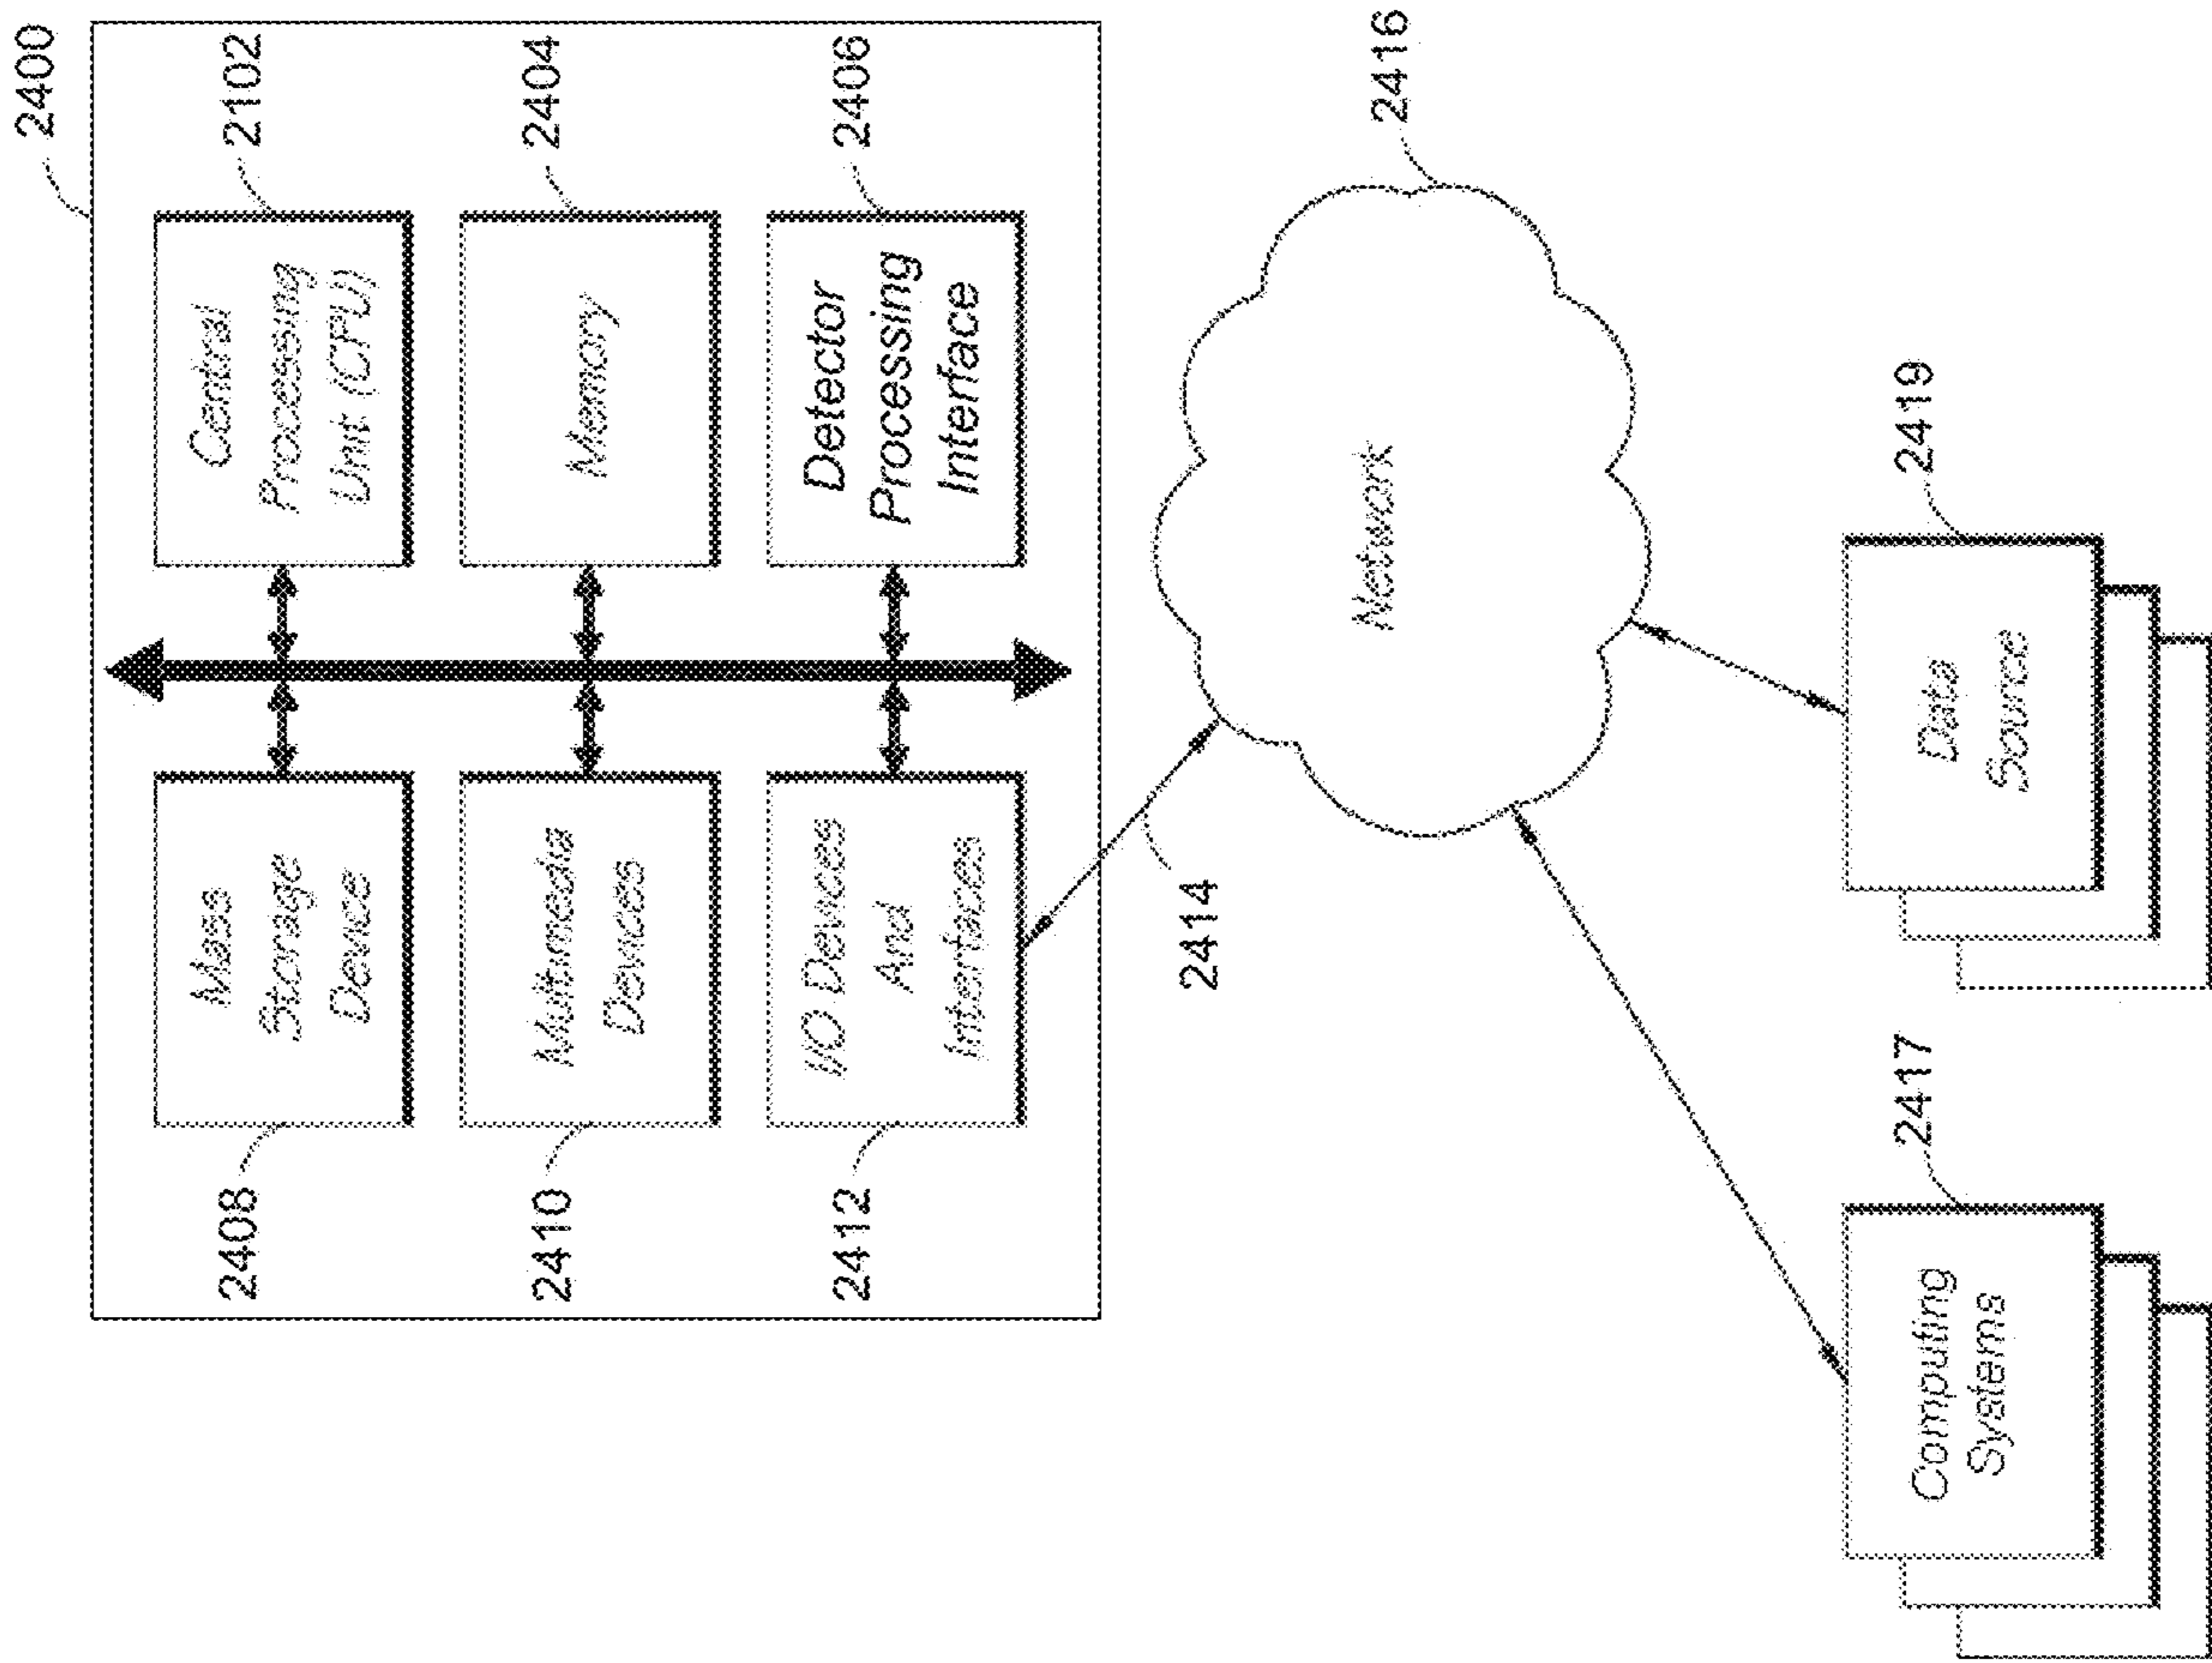 2400
2408
Mass
Storage
Device
Central
Processing
Unit (CPU)
2102
2410
Multimedia
Devices
Memory
2404
2412
I/O Devices
And
Interfaces
Detector
Processing
Interface
2406
2414
Network
2416
Computing
Systems
2417
Data
Source
2419